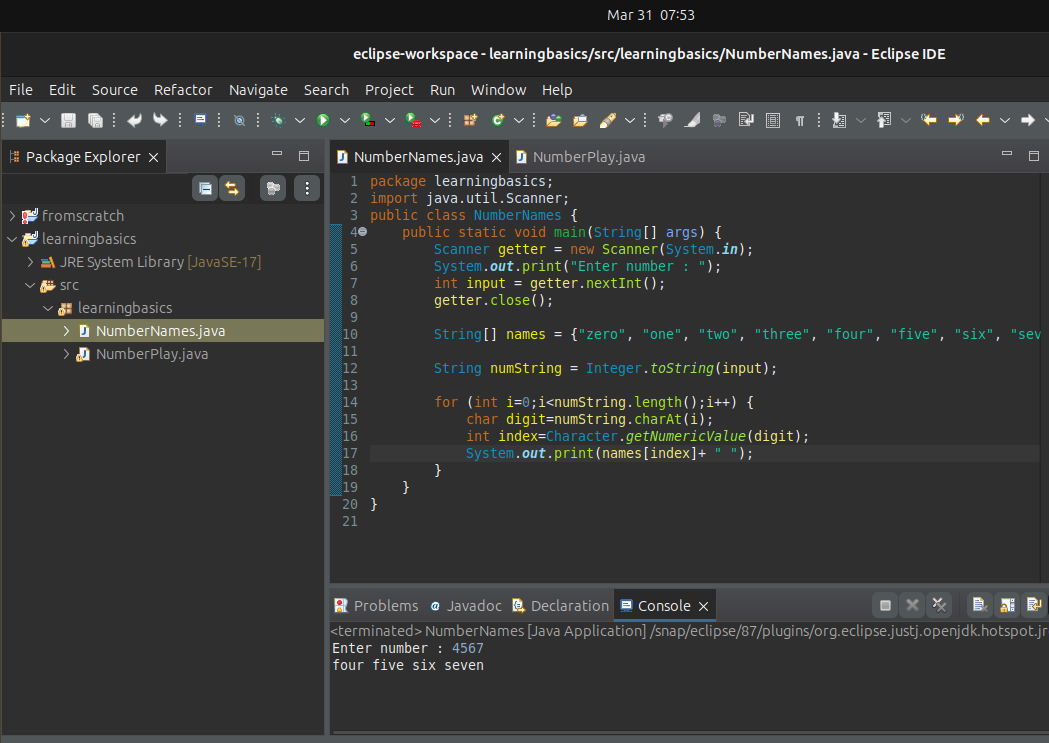 Mar 31 07:53
eclipse-workspace - learningbasics/src/learningbasics/NumberNames.java - Eclipse IDE
File Edit Source Refactor Navigate Search Project Run Window Help
Package Explorer
fromscratch
learningbasics
JRE System Library [JavaSE-17]
src
learningbasics
NumberNames.java
NumberPlay.java
NumberNames.java NumberPlay.java
1 package learningbasics;
2 import java.util.Scanner;
3 public class NumberNames {
4 public static void main(String[] args) {
5 Scanner getter = new Scanner(System.in);
6 System.out.print("Enter number : ");
7 int input = getter.nextInt();
8 getter.close();
9
10 String[] names = {"zero", "one", "two", "three", "four", "five", "six", "sev
11
12 String numString = Integer.toString(input);
13
14 for (int i=0;i<numString.length();i++) {
15 char digit=numString.charAt(i);
16 int index=Character.getNumericValue(digit);
17 System.out.print(names[index]+ " ");
18 }
19 }
20 }
21
Problems Javadoc Declaration Console
<terminated> NumberNames [Java Application] /snap/eclipse/87/plugins/org.eclipse.justj.openjdk.hotspot.jre
Enter number : 4567
four five six seven